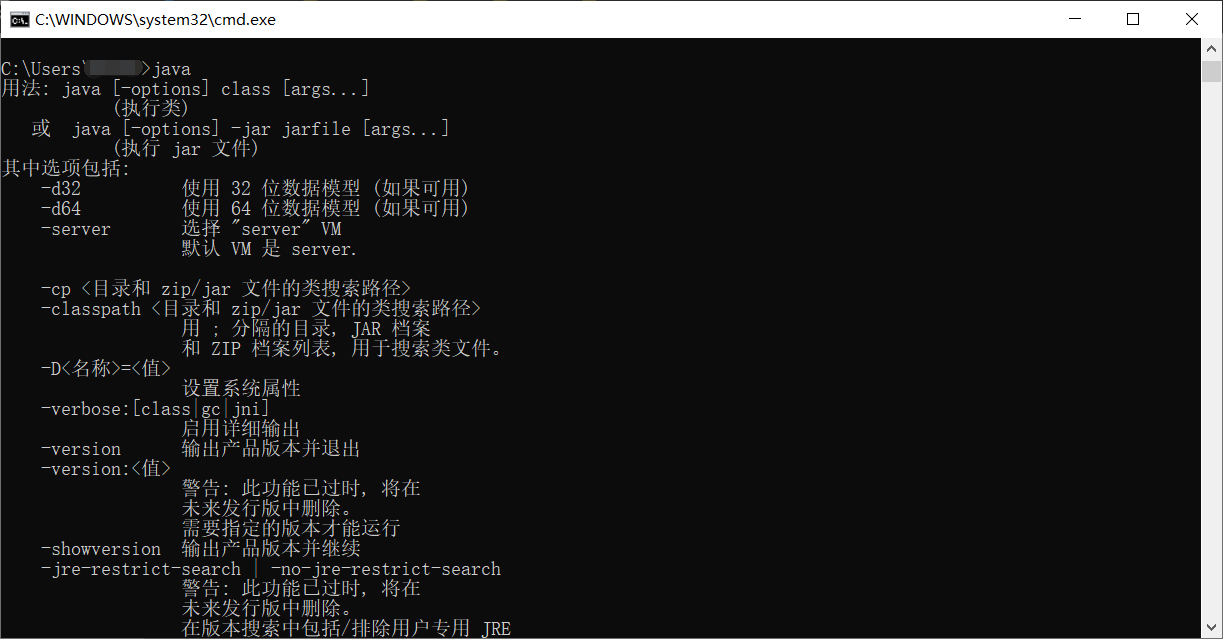 C:\WINDOWS\system32\cmd.exe
C:\Users\ >java
用法: java [-options] class [args...]
(执行类)
或 java [-options] -jar jarfile [args...]
(执行 jar 文件)
其中选项包括:
-d32 使用 32 位数据模型 (如果可用)
-d64 使用 64 位数据模型 (如果可用)
-server 选择 "server" VM
默认 VM 是 server.
-cp <目录和 zip/jar 文件的类搜索路径>
-classpath <目录和 zip/jar 文件的类搜索路径>
用 ; 分隔的目录, JAR 档案
和 ZIP 档案列表, 用于搜索类文件。
-D<名称>=<值>
设置系统属性
-verbose:[class|gc|jni]
启用详细输出
-version 输出产品版本并退出
-version:<值>
警告: 此功能已过时, 将在
未来发行版中删除。
需要指定的版本才能运行
-showversion 输出产品版本并继续
-jre-restrict-search | -no-jre-restrict-search
警告: 此功能已过时, 将在
未来发行版中删除。
在版本搜索中包括/排除用户专用 JRE